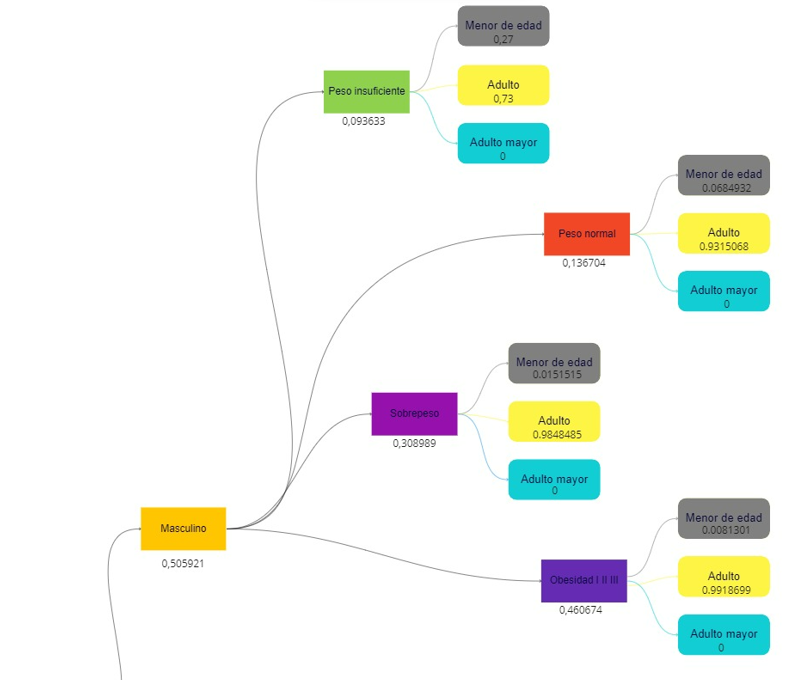 Menor de edad
0,27
Peso insuficiente
Adulto
0,73
0,093633
Adulto mayor
0
Menor de edad
0.0684932
Peso normal
Adulto
0.9315068
0,136704
Adulto mayor
0
Menor de edad
0.0151515
Sobrepeso
Adulto
0.9848485
0,308989
Adulto mayor
0
Masculino
0,505921
Menor de edad
0.0081301
Obesidad I II III
Adulto
0.9918699
0,460674
Adulto mayor
0